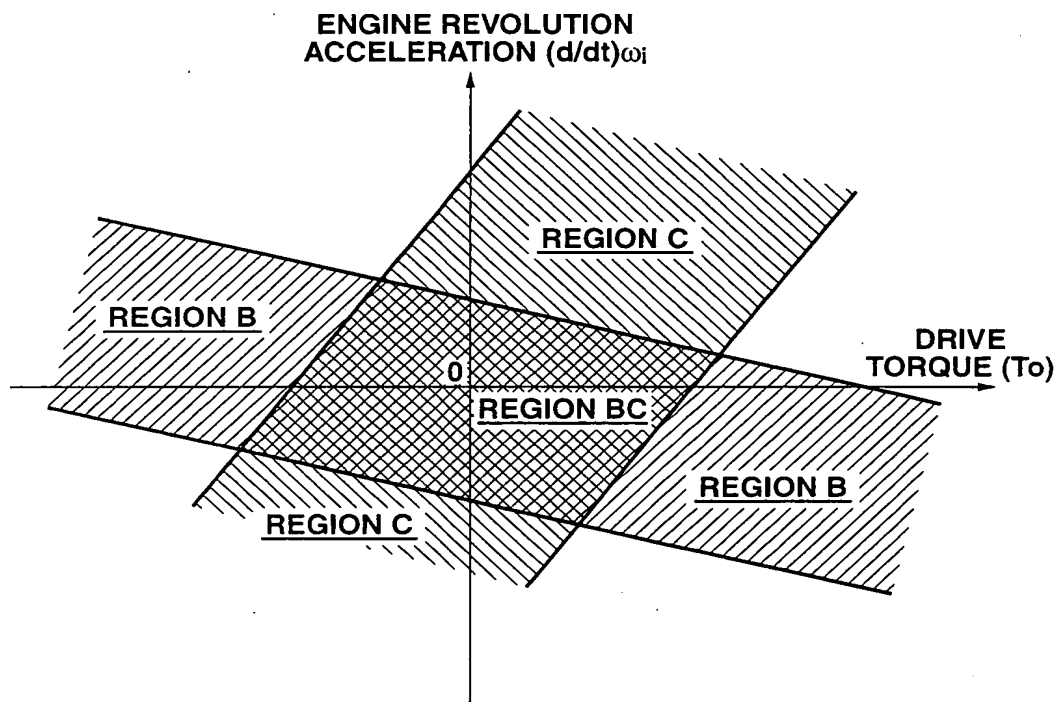 ENGINE REVOLUTION
ACCELERATION (d/dt)ωi
REGION C
REGION B
DRIVE
TORQUE (To)
0
REGION BC
REGION B
REGION C